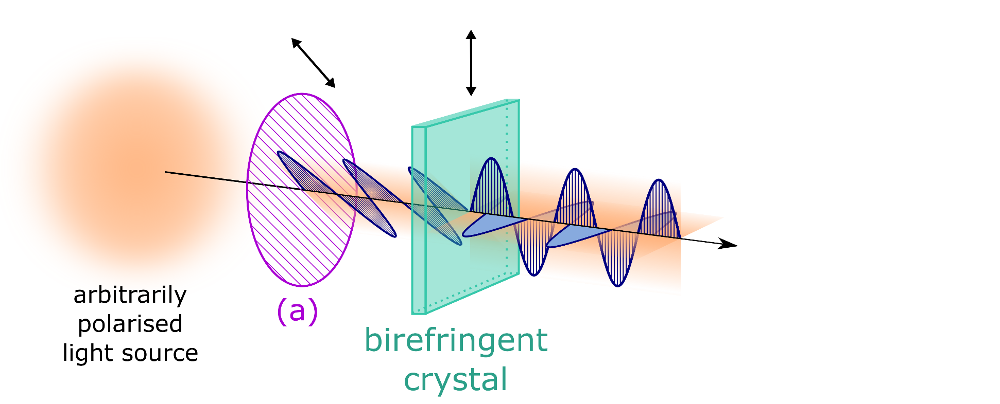 arbitrarily
polarised
light source
(a)
birefringent
crystal